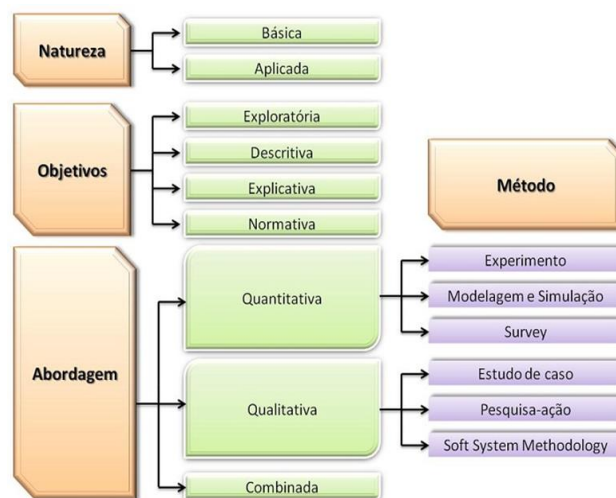 Natureza
Básica
Aplicada
Objetivos
Exploratória
Descritiva
Explicativa
Normativa
Método
Abordagem
Quantitativa
Experimento
Modelagem e Simulação
Survey
Qualitativa
Estudo de caso
Pesquisa-ação
Soft System Methodology
Combinada